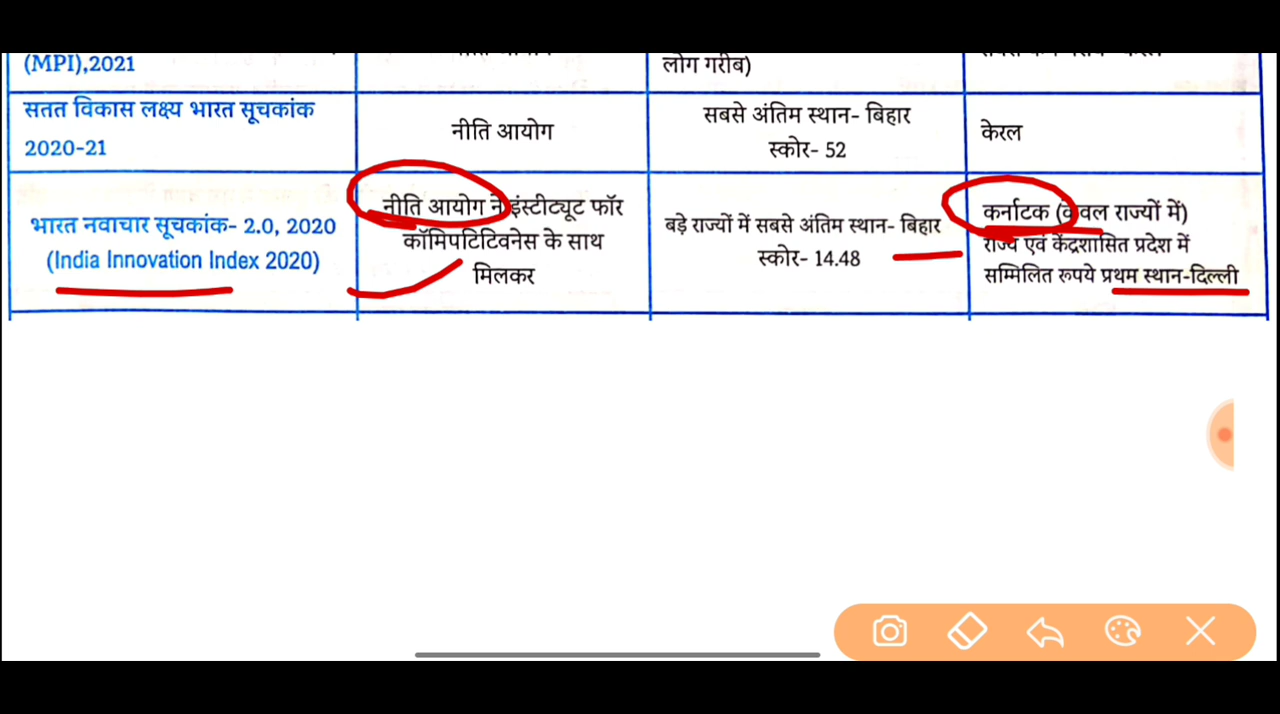 (MPI),2021
लोग गरीब)
सतत विकास लक्ष्य भारत सूचकांक
2020-21
नीति आयोग
सबसे अंतिम स्थान- बिहार
स्कोर- 52
केरल
भारत नवाचार सूचकांक- 2.0, 2020
(India Innovation Index 2020)
नीति आयोग ने इंस्टीट्यूट फॉर
कॉमिपटिटिवनेस के साथ
मिलकर
बड़े राज्यों में सबसे अंतिम स्थान- बिहार
स्कोर- 14.48
कर्नाटक (केवल राज्यों में)
राज्य एवं केंद्रशासित प्रदेश में
सम्मिलित रूपये प्रथम स्थान-दिल्ली